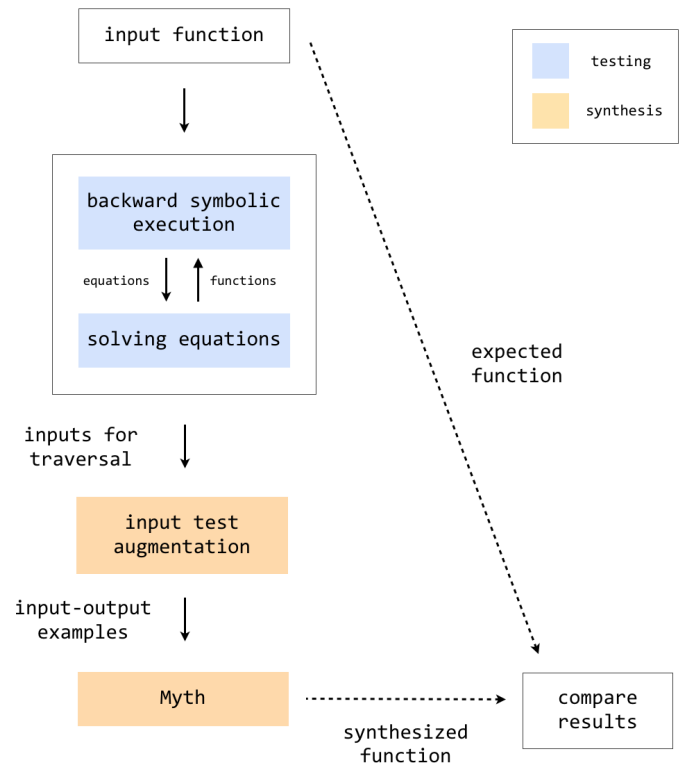 input function
testing
synthesis
backward symbolic
execution
equations
functions
solving equations
expected
function
inputs for
traversal
input test
augmentation
input-output
examples
Myth
compare
results
synthesized
function